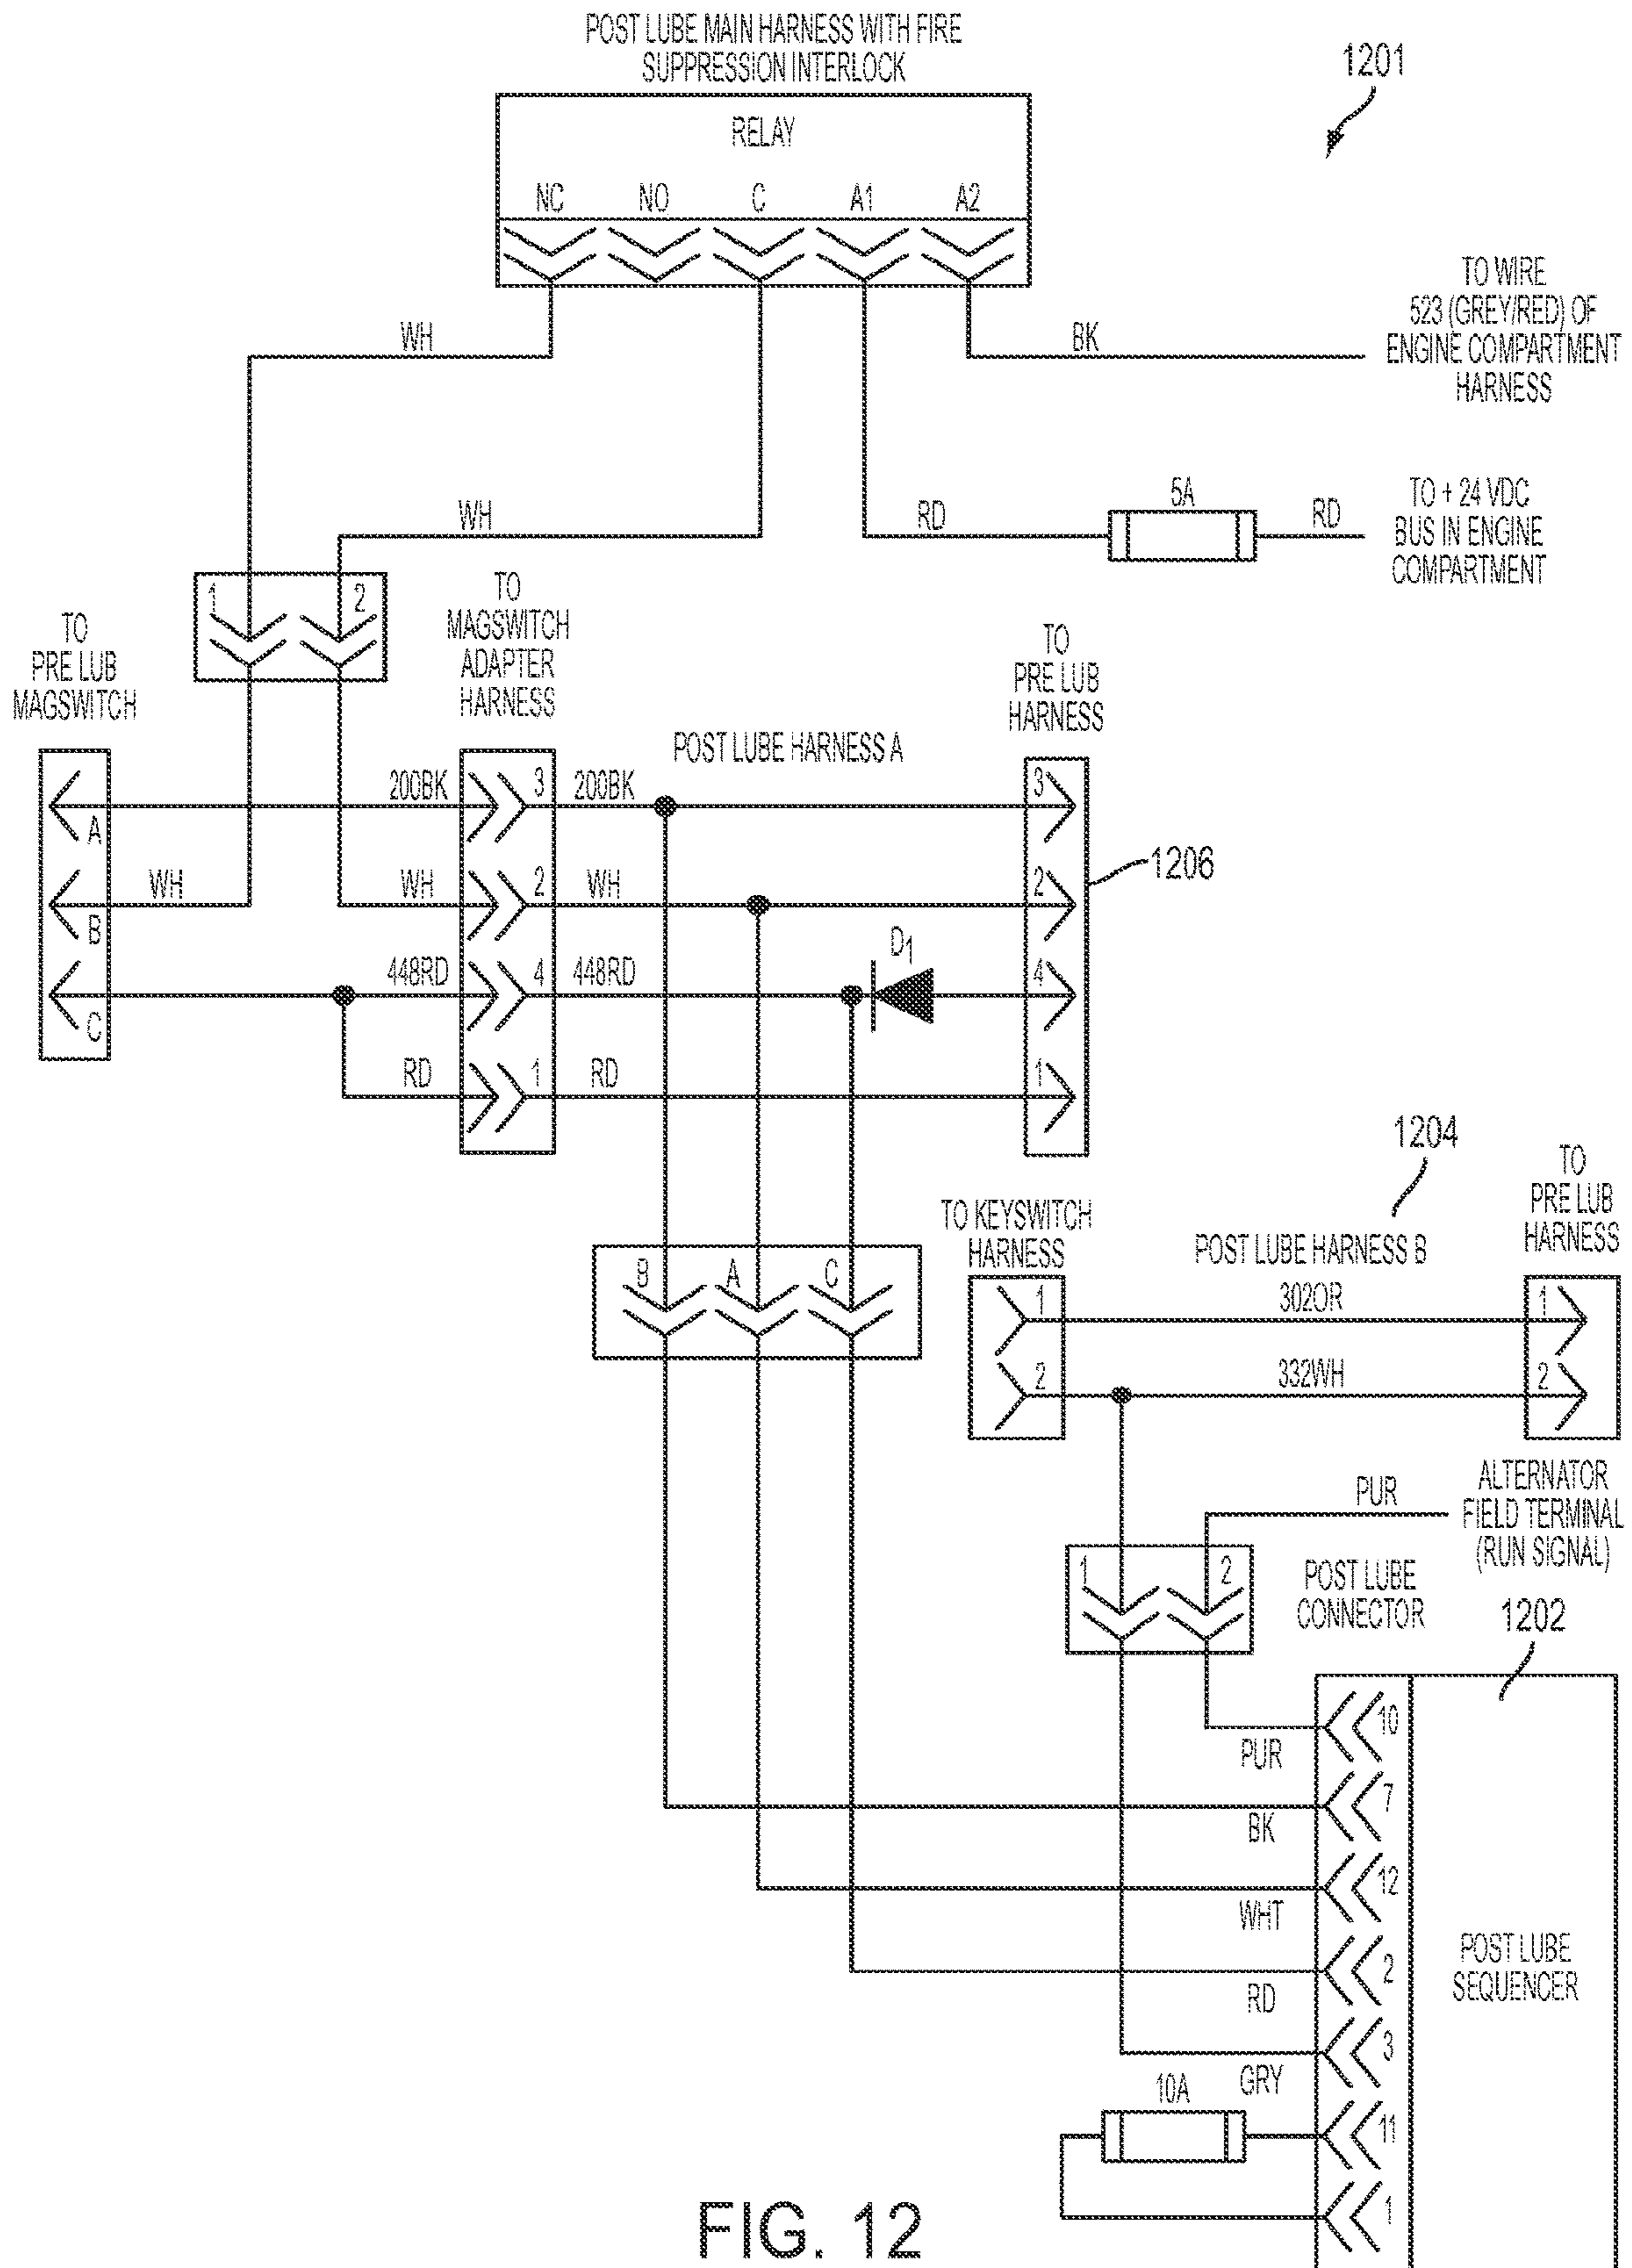 POST LUBE MAIN HARNESS WITH FIRE
SUPPRESSION INTERLOCK
1201
RELAY
NC NO C A1 A2
TO WIRE
523 (GREY/RED) OF
ENGINE COMPARTMENT
HARNESS
WH
BK
WH
RD
5A
RD
TO + 24 VDC
BUS IN ENGINE
COMPARTMENT
1 2
TO
PRE LUB
MAGSWITCH
TO
MAGSWITCH
ADAPTER
HARNESS
TO
PRE LUB
HARNESS
POST LUBE HARNESS A
A
200BK
3
200BK
3
1206
B
WH
WH
2
WH
2
D1
C
448RD
4
448RD
4
RD
1
RD
1
1204
TO KEYSWITCH
HARNESS
POST LUBE HARNESS B
TO
PRE LUB
HARNESS
B A C
1
302OR
1
2
332WH
2
PUR
ALTERNATOR
FIELD TERMINAL
(RUN SIGNAL)
1 2
POST LUBE
CONNECTOR
1202
10
PUR
7
BK
12
WHT
2
RD
3
GRY
POST LUBE
SEQUENCER
10A
11
1
FIG. 12